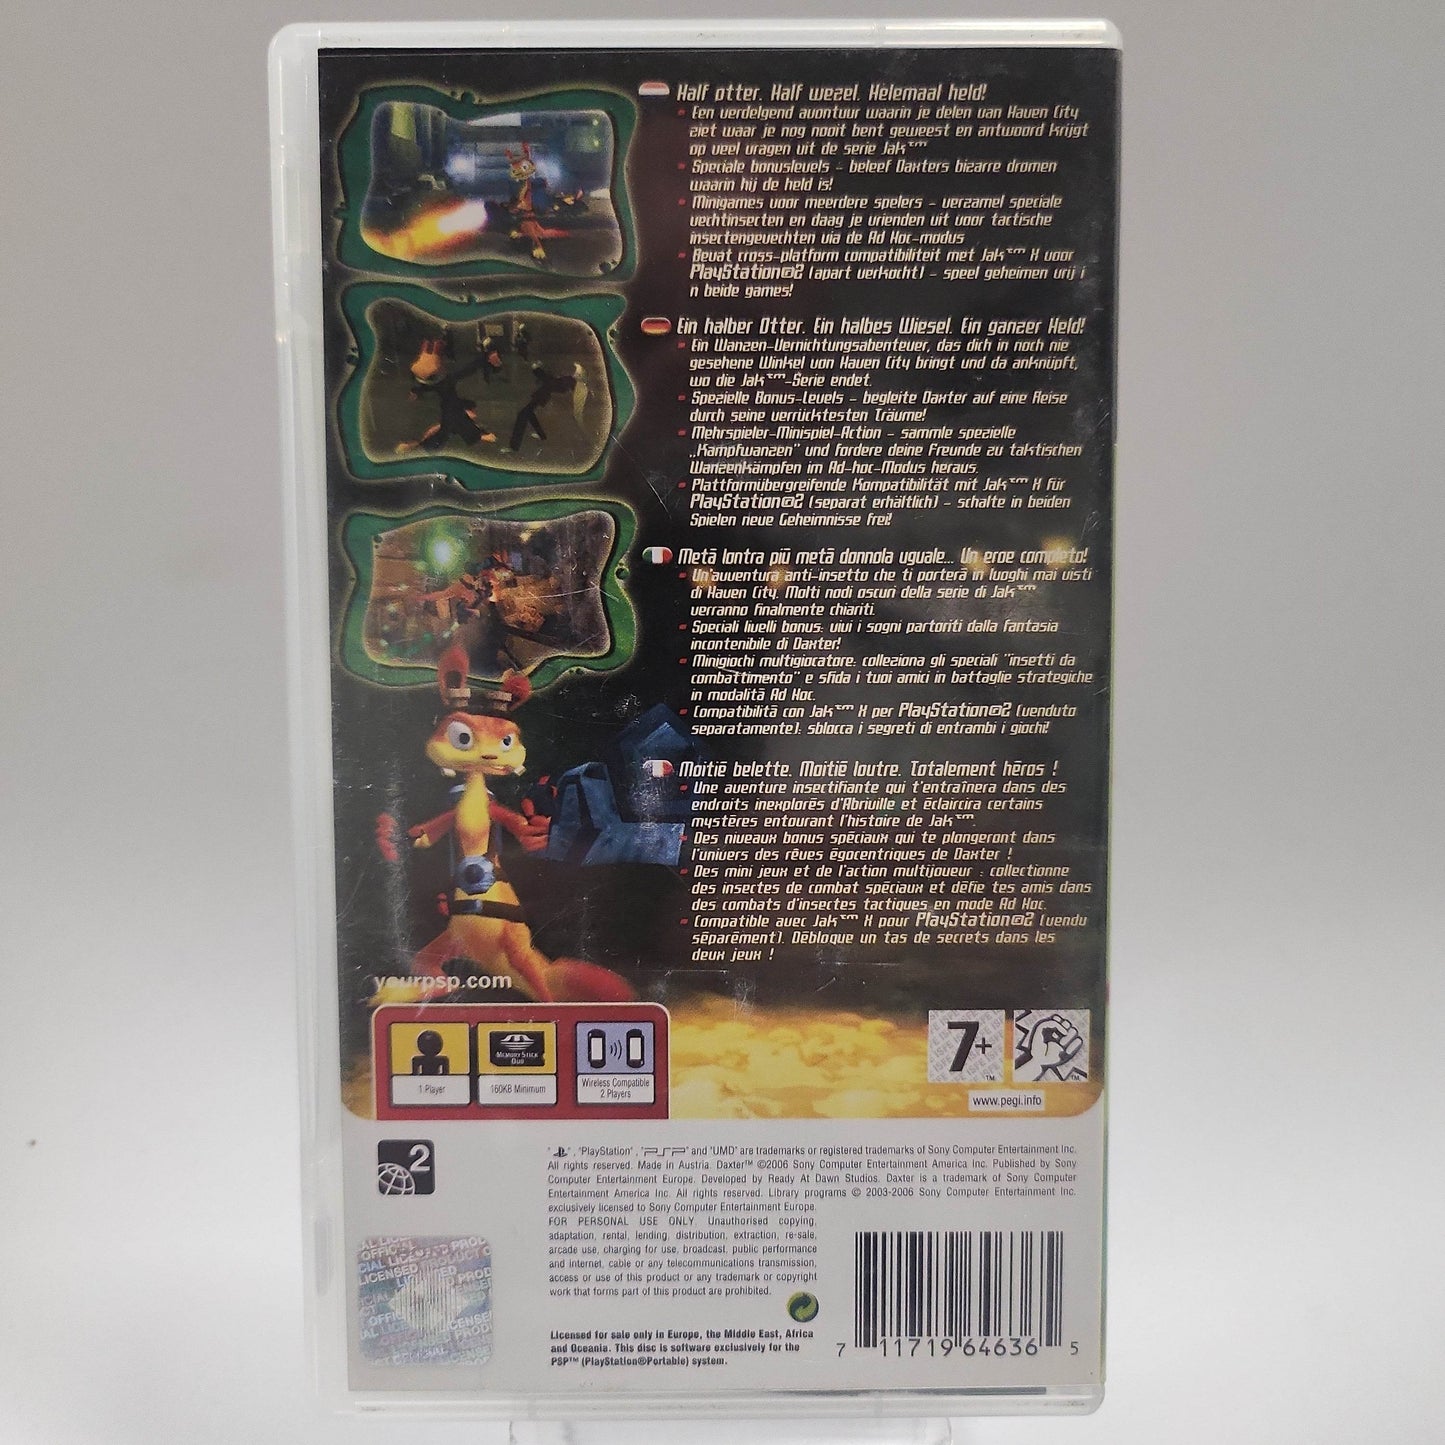 Half otter. Half wezel. Helemaal held!
Een verdelgend avontuur waarin je delen van Haven City
ziet waar je nog nooit bent geweest en antwoord krijgt
op veel vragen uit de serie Jak™
Speciale bonuslevels – beleef Daxters bizarre dromen
waarin hij de held is!
Minigames voor meerdere spelers – verzamel speciale
vechtinsecten en daag je vrienden uit voor tactische
insectengevechten via de Ad Hoc-modus
Bevat cross-platform compatibiliteit met Jak™ X voor
PlayStation®2 (apart verkocht) – speel geheimen vrij i
n beide games!
Ein halber Otter. Ein halbes Wiesel. Ein ganzer Held!
Ein Wanzen-Vernichtungsabenteuer, das dich in noch nie
gesehene Winkel von Haven City bringt und da anknüpft,
wo die Jak™-Serie endet.
Spezielle Bonus-Levels – begleite Daxter auf eine Reise
durch seine verrücktesten Träume!
Mehrspieler-Minispiel-Action – sammle spezielle
„Kampfwanzen" und fordere deine Freunde zu taktischen
Wanzenkämpfen im Ad-hoc-Modus heraus.
Plattformübergreifende Kompatibilität mit Jak™ X für
PlayStation®2 (separat erhältlich) – schalte in beiden
Spielen neue Geheimnisse frei!
Metà lontra più metà donnola uguale... Un eroe completo!
Un'avventura anti-insetto che ti porterà in luoghi mai visti
di Haven City. Molti nodi oscuri della serie di Jak™
verranno finalmente chiariti.
Speciali livelli bonus: vivi i sogni partoriti dalla fantasia
incontenibile di Daxter!
Minigiochi multigiocatore: colleziona gli speciali "insetti da
combattimento" e sfida i tuoi amici in battaglie strategiche
in modalità Ad Hoc.
Compatibilità con Jak™ X per PlayStation®2 (venduto
separatamente): sblocca i segreti di entrambi i giochi!
Moitié belette. Moitié loutre. Totalement héros !
Une aventure insectifiante qui t'entraînera dans des
endroits inexplorés d'Abriville et éclaircira certains
mystères entourant l'histoire de Jak™.
Des niveaux bonus spéciaux qui te plongeront dans
l'univers des rêves égocentriques de Daxter !
Des mini jeux et de l'action multijoueur : collectionne
des insectes de combat spéciaux et défie tes amis dans
des combats d'insectes tactiques en mode Ad Hoc.
Compatible avec Jak™ X pour PlayStation®2 (vendu
séparément). Débloque un tas de secrets dans les
deux jeux !
yourpsp.com
MEMORY STICK
DUO
1 Player
160KB Minimum
Wireless Compatible
2 Players
7+
TM
TM
www.pegi.info
2
" ", "PlayStation", "PSP" and "UMD" are trademarks or registered trademarks of Sony Computer Entertainment Inc.
All rights reserved. Made in Austria. Daxter™ ©2006 Sony Computer Entertainment America Inc. Published by Sony
Computer Entertainment Europe. Developed by Ready At Dawn Studios. Daxter is a trademark of Sony Computer
Entertainment America Inc. All rights reserved. Library programs © 2003-2006 Sony Computer Entertainment Inc.
exclusively licensed to Sony Computer Entertainment Europe.
FOR PERSONAL USE ONLY. Unauthorised copying,
adaptation, rental, lending, distribution, extraction, re-sale,
arcade use, charging for use, broadcast, public performance
and internet, cable or any telecommunications transmission,
access or use of this product or any trademark or copyright
work that forms part of this product are prohibited.
Licensed for sale only in Europe, the Middle East, Africa
and Oceania. This disc is software exclusively for the
PSP™ (PlayStation®Portable) system.
7 11719 64636 5